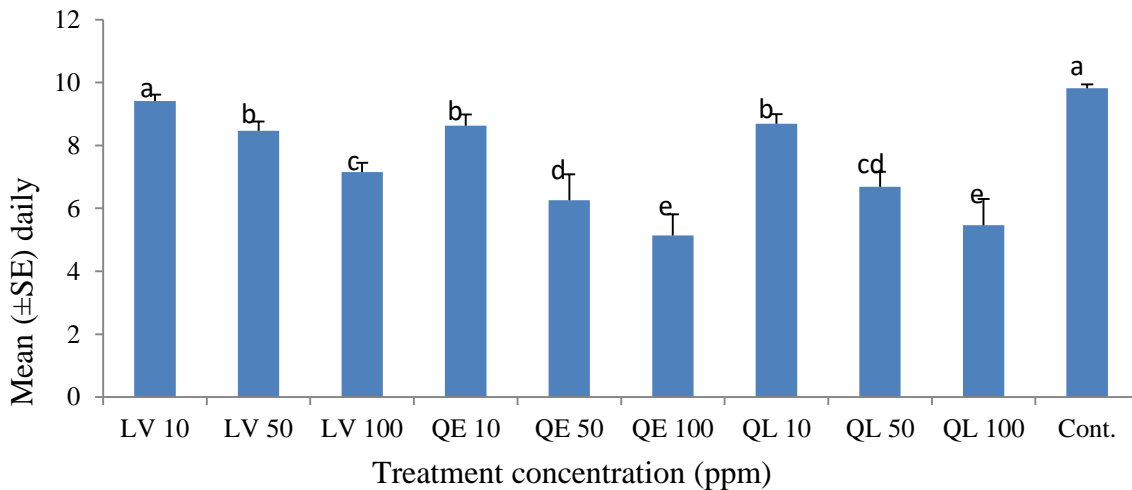 Mean (±SE) daily
12
10
8
6
4
2
0
a
b
c
b
d
e
b
cd
e
a
LV 10 LV 50 LV 100 QE 10 QE 50 QE 100 QL 10 QL 50 QL 100 Cont.
Treatment concentration (ppm)